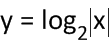 y = log₂|x|